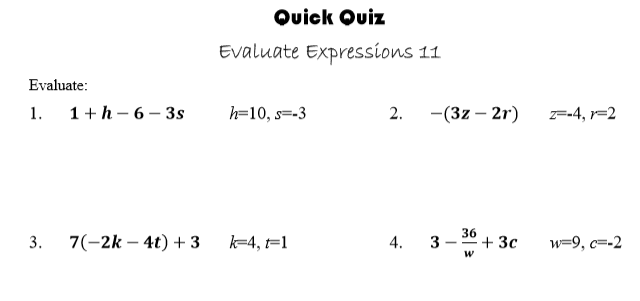 Quick Quiz
Evaluate Expressions 11
Evaluate:
1. 1 + h − 6 − 3s h=10, s=-3 2. −(3z − 2r) z=-4, r=2
3. 7(−2k − 4t) + 3 k=4, t=1 4. 3 − 36/w + 3c w=9, c=-2